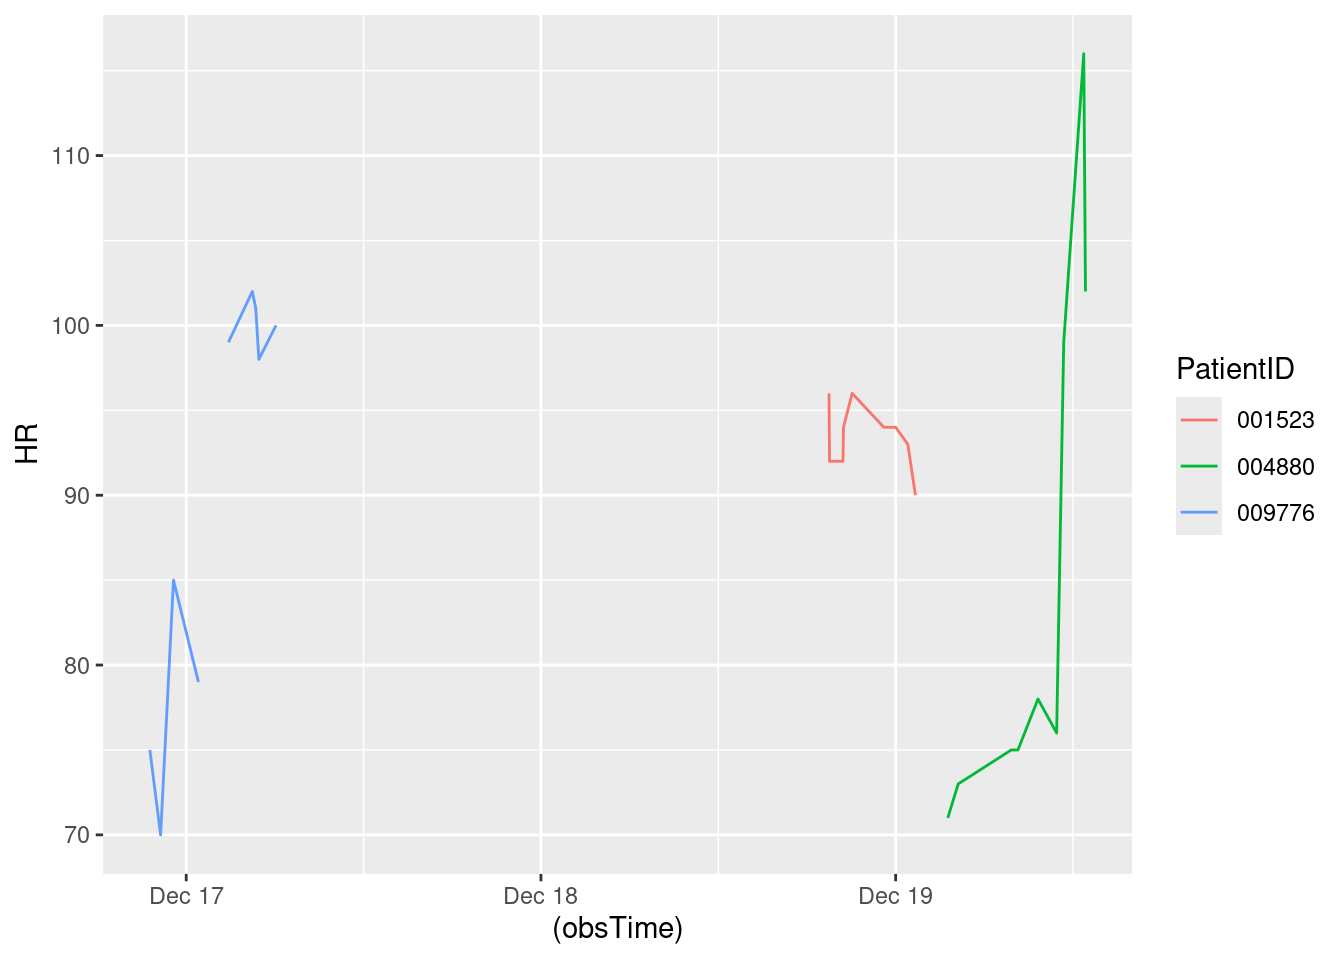 HR
110
100
90
80
70
Dec 17
Dec 18
Dec 19
(obsTime)
PatientID
001523
004880
009776